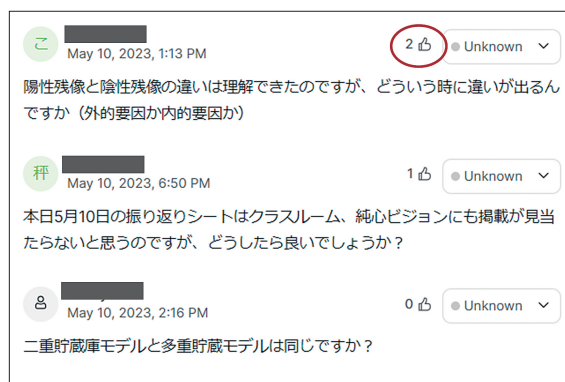 こ
May 10, 2023, 1:13 PM
2
Unknown
陽性残像と陰性残像の違いは理解できたのですが、どういう時に違いが出るん
ですか（外的要因か内的要因か）
秤
May 10, 2023, 6:50 PM
1
Unknown
本日5月10日の振り返りシートはクラスルーム、純心ビジョンにも掲載が見当
たらないと思うのですが、どうしたら良いでしょうか？
May 10, 2023, 2:16 PM
0
Unknown
二重貯蔵庫モデルと多重貯蔵モデルは同じですか？